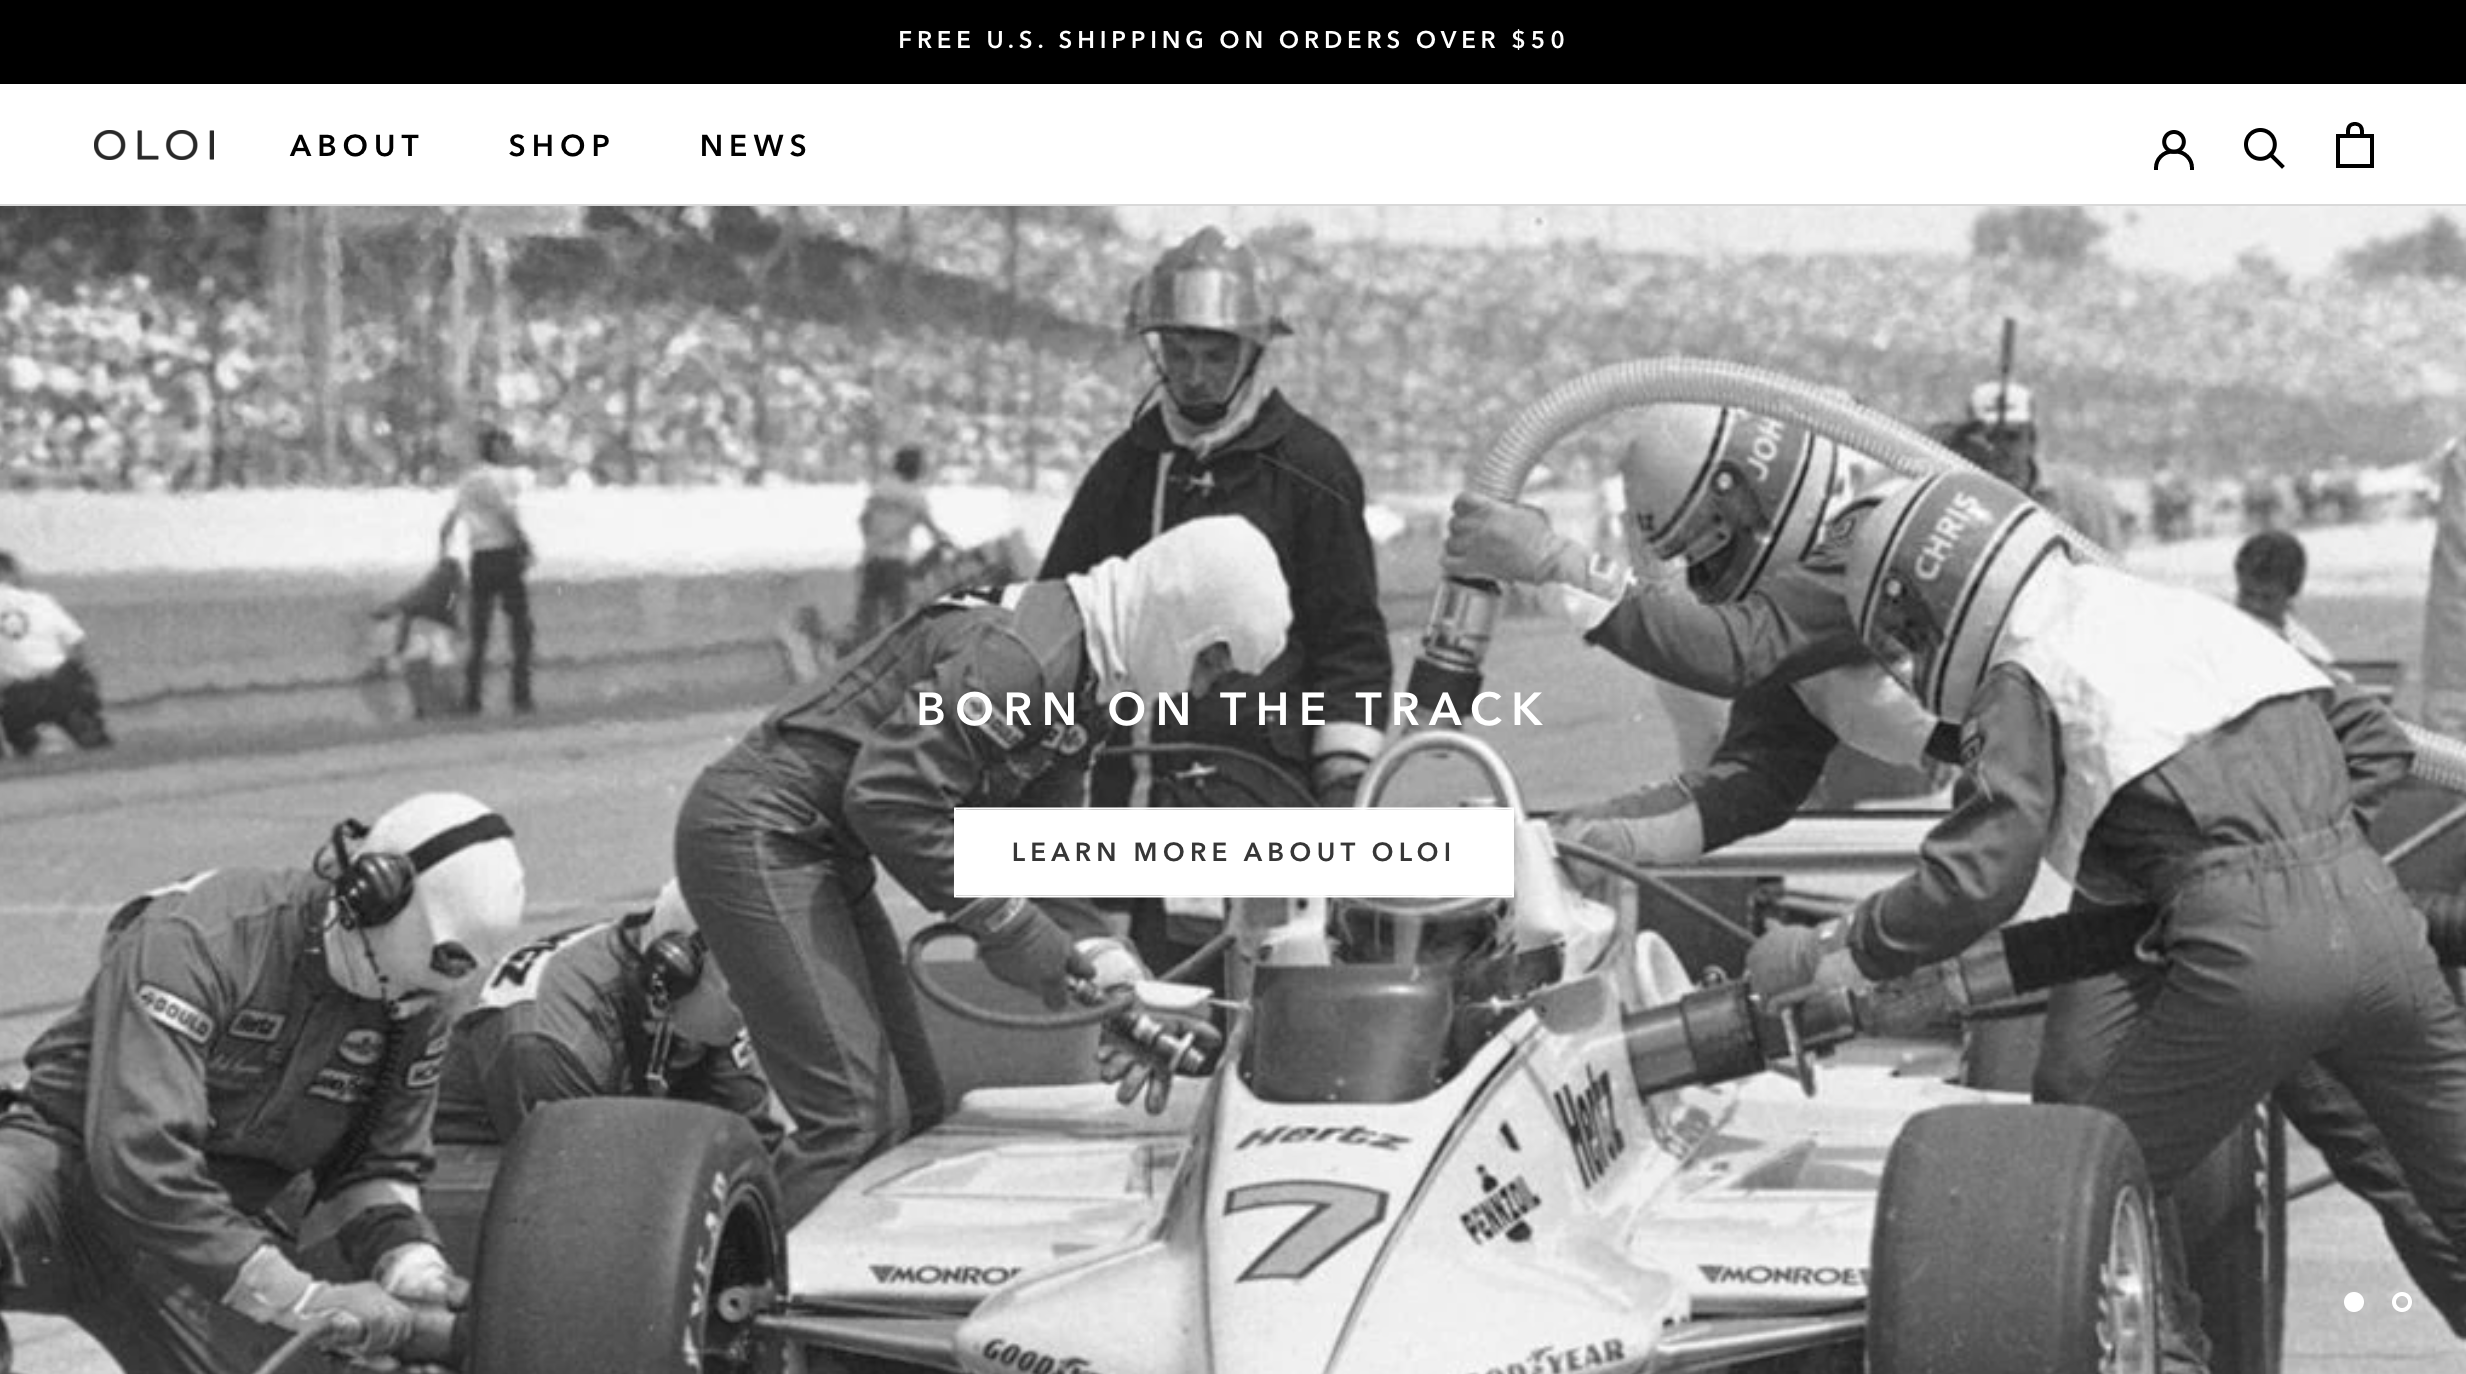 FREE U.S. SHIPPING ON ORDERS OVER $50
OLOI ABOUT SHOP NEWS
JOH
CHRIS
BORN ON THE TRACK
LEARN MORE ABOUT OLOI
GOULD
Hertz
Hertz
Hertz
7
1
PENNZOIL
MONROE
MONROE
GOODYEAR